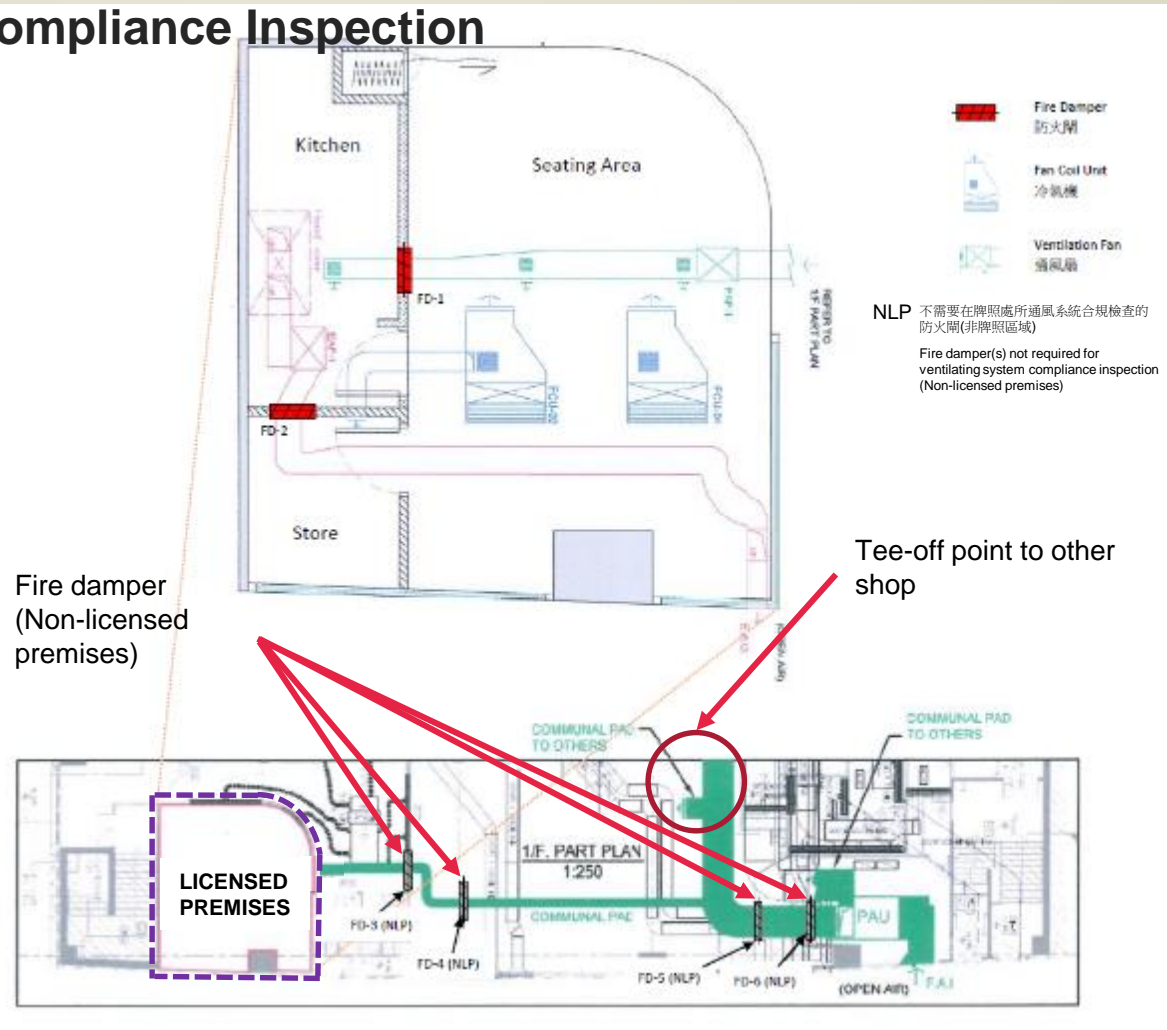 ompliance Inspection
Kitchen
Seating Area
Fire Damper
防火閘
Fan Coil Unit
冷氣機
Ventilation Fan
通風扇
NLP 不需要在牌照處所通風系統合規檢查的
防火閘(非牌照區域)
Fire damper(s) not required for
ventilating system compliance inspection
(Non-licensed premises)
FD-1
REFER TO
1/F PART PLAN
FD-2
Store
Tee-off point to other
shop
Fire damper
(Non-licensed
premises)
COMMUNAL PAD
TO OTHERS
COMMUNAL PAD
TO OTHERS
1/F. PART PLAN
1:250
LICENSED
PREMISES
COMMUNAL PAD
PAU
FD-3 (NLP)
FD-4 (NLP)
FD-5 (NLP)
FD-6 (NLP)
(OPEN AIR)
F.A.I